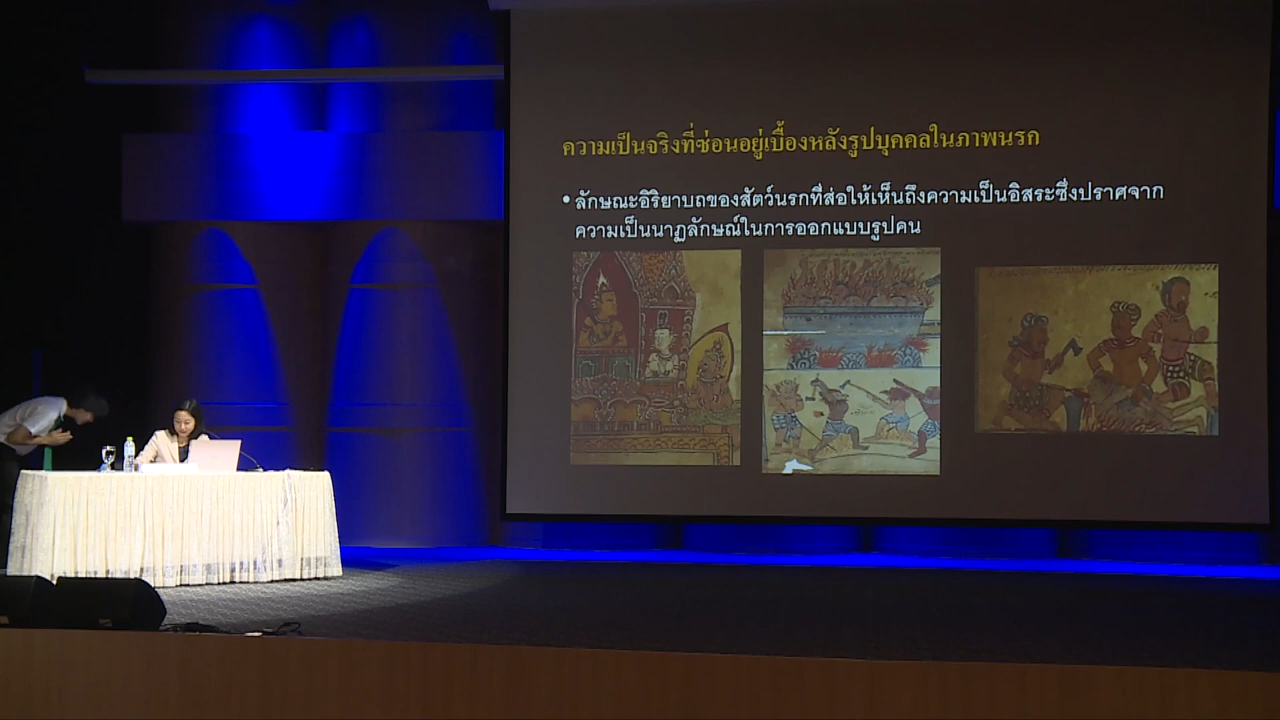 ความเป็นจริงที่ซ่อนอยู่เบื้องหลังรูปบุคคลในภาพนรก
• ลักษณะอิริยาบถของสัตว์นรกที่ส่อให้เห็นถึงความเป็นอิสระซึ่งปราศจาก
ความเป็นนาฏลักษณ์ในการออกแบบรูปคน